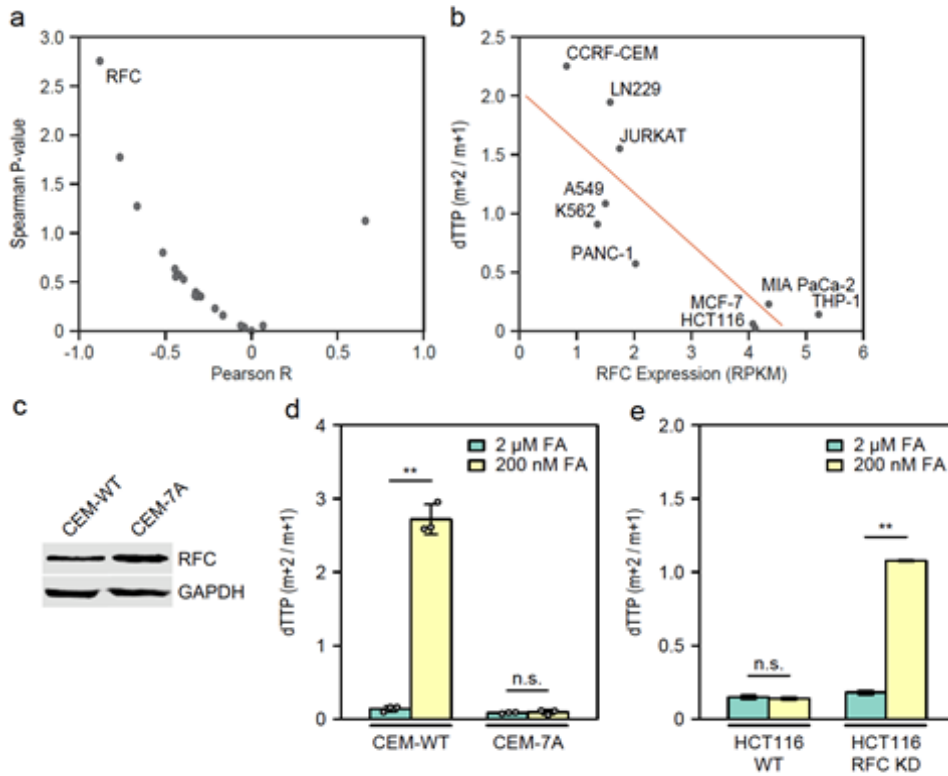 a
3.0
2.5
2.0
1.5
1.0
0.5
0
-1.0
-0.5
0
0.5
1.0
Spearman P-value
Pearson R
RFC
b
2.5
2.0
1.5
1.0
0.5
0
0
1
2
3
4
5
6
dTTP (m+2 / m+1)
RFC Expression (RPKM)
CCRF-CEM
LN229
JURKAT
A549
K562
PANC-1
MIA PaCa-2
MCF-7
THP-1
HCT116
c
CEM-WT
CEM-7A
RFC
GAPDH
d
4
3
2
1
0
dTTP (m+2 / m+1)
2 µM FA
200 nM FA
**
n.s.
CEM-WT
CEM-7A
e
2.0
1.5
1.0
0.5
0
dTTP (m+2 / m+1)
2 µM FA
200 nM FA
**
n.s.
HCT116
WT
HCT116
RFC KD